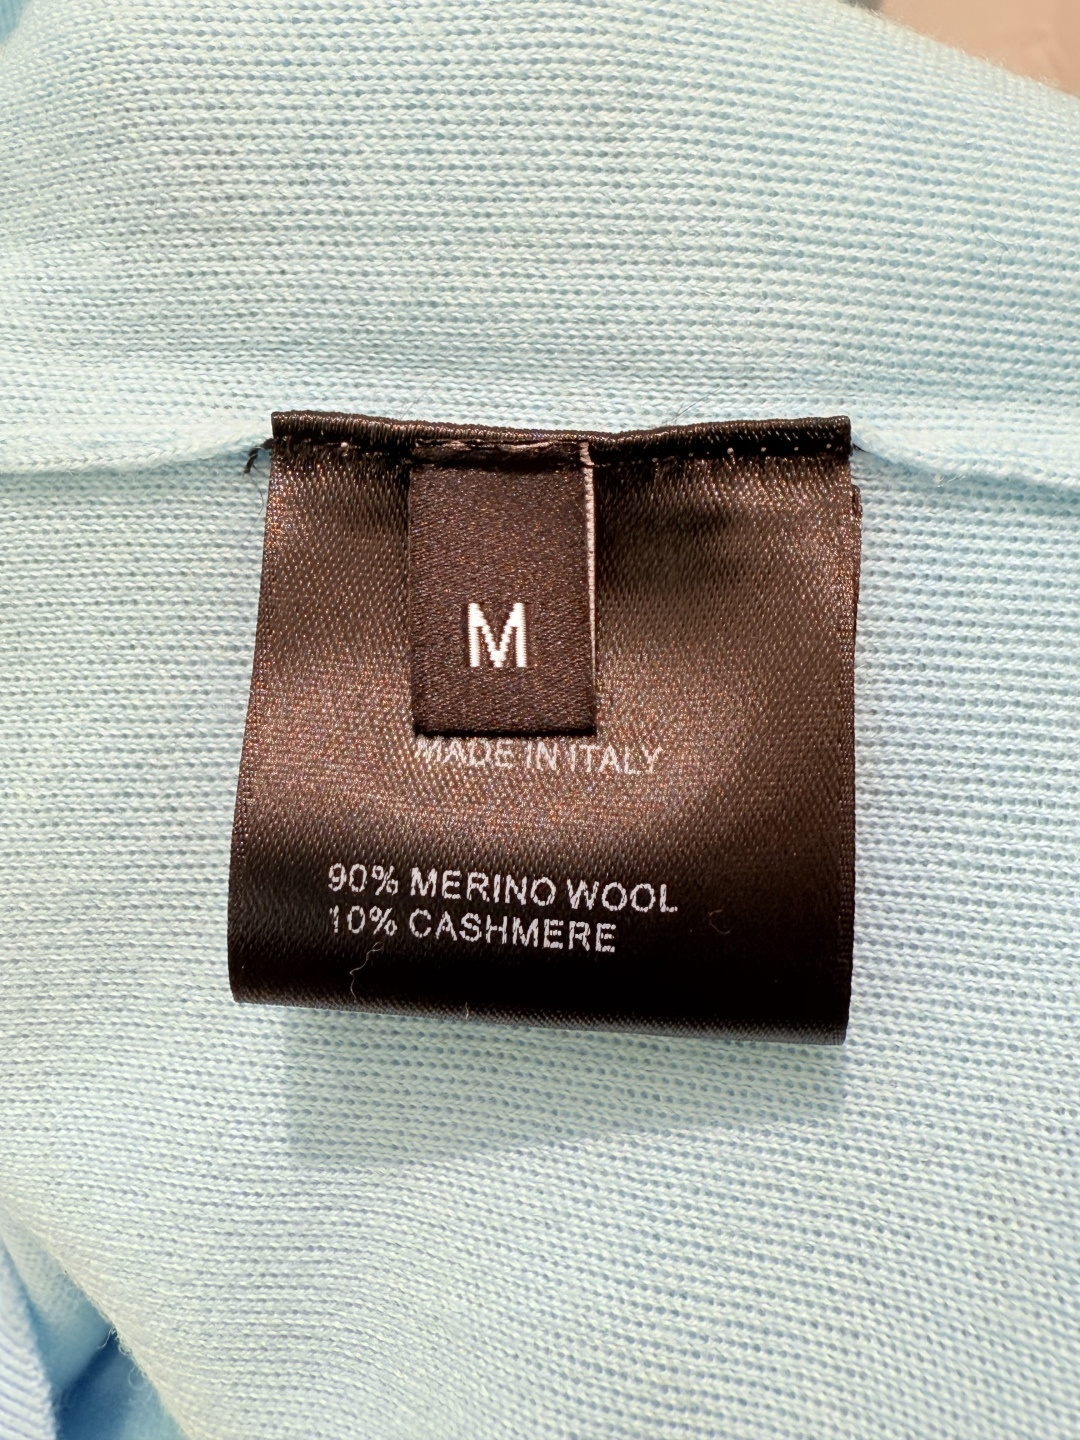 M
MADE IN ITALY
90% MERINO WOOL
10% CASHMERE